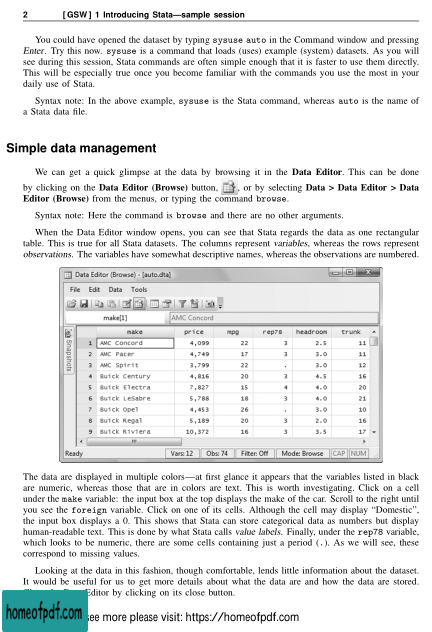 2 [ GSW ] 1 Introducing Stata—sample session
You could have opened the dataset by typing sysuse auto in the Command window and pressing
Enter. Try this now. sysuse is a command that loads (uses) example (system) datasets. As you will
see during this session, Stata commands are often simple enough that it is faster to use them directly.
This will be especially true once you become familiar with the commands you use the most in your
daily use of Stata.
Syntax note: In the above example, sysuse is the Stata command, whereas auto is the name of
a Stata data file.
Simple data management
We can get a quick glimpse at the data by browsing it in the Data Editor. This can be done
by clicking on the Data Editor (Browse) button, , or by selecting Data > Data Editor > Data
Editor (Browse) from the menus, or typing the command browse.
Syntax note: Here the command is browse and there are no other arguments.
When the Data Editor window opens, you can see that Stata regards the data as one rectangular
table. This is true for all Stata datasets. The columns represent variables, whereas the rows represent
observations. The variables have somewhat descriptive names, whereas the observations are numbered.
Data Editor (Browse) - [auto.dta]
File Edit Data Tools
make[1] AMC Concord
Snapshots
make price mpg rep78 headroom trunk
1 AMC Concord 4,099 22 3 2.5 11
2 AMC Pacer 4,749 17 3 3.0 11
3 AMC Spirit 3,799 22 . 3.0 12
4 Buick Century 4,816 20 3 4.5 16
5 Buick Electra 7,827 15 4 4.0 20
6 Buick LeSabre 5,788 18 3 4.0 21
7 Buick Opel 4,453 26 . 3.0 10
8 Buick Regal 5,189 20 3 2.0 16
9 Buick Riviera 10,372 16 3 3.5 17
Ready Vars: 12 Obs: 74 Filter: Off Mode: Browse CAP NUM
The data are displayed in multiple colors—at first glance it appears that the variables listed in black
are numeric, whereas those that are in colors are text. This is worth investigating. Click on a cell
under the make variable: the input box at the top displays the make of the car. Scroll to the right until
you see the foreign variable. Click on one of its cells. Although the cell may display “Domestic”,
the input box displays a 0. This shows that Stata can store categorical data as numbers but display
human-readable text. This is done by what Stata calls value labels. Finally, under the rep78 variable,
which looks to be numeric, there are some cells containing just a period (.). As we will see, these
correspond to missing values.
Looking at the data in this fashion, though comfortable, lends little information about the dataset.
It would be useful for us to get more details about what the data are and how the data are stored.
Editor by clicking on its close button.
homeofpdf.com
see more please visit: https://homeofpdf.com